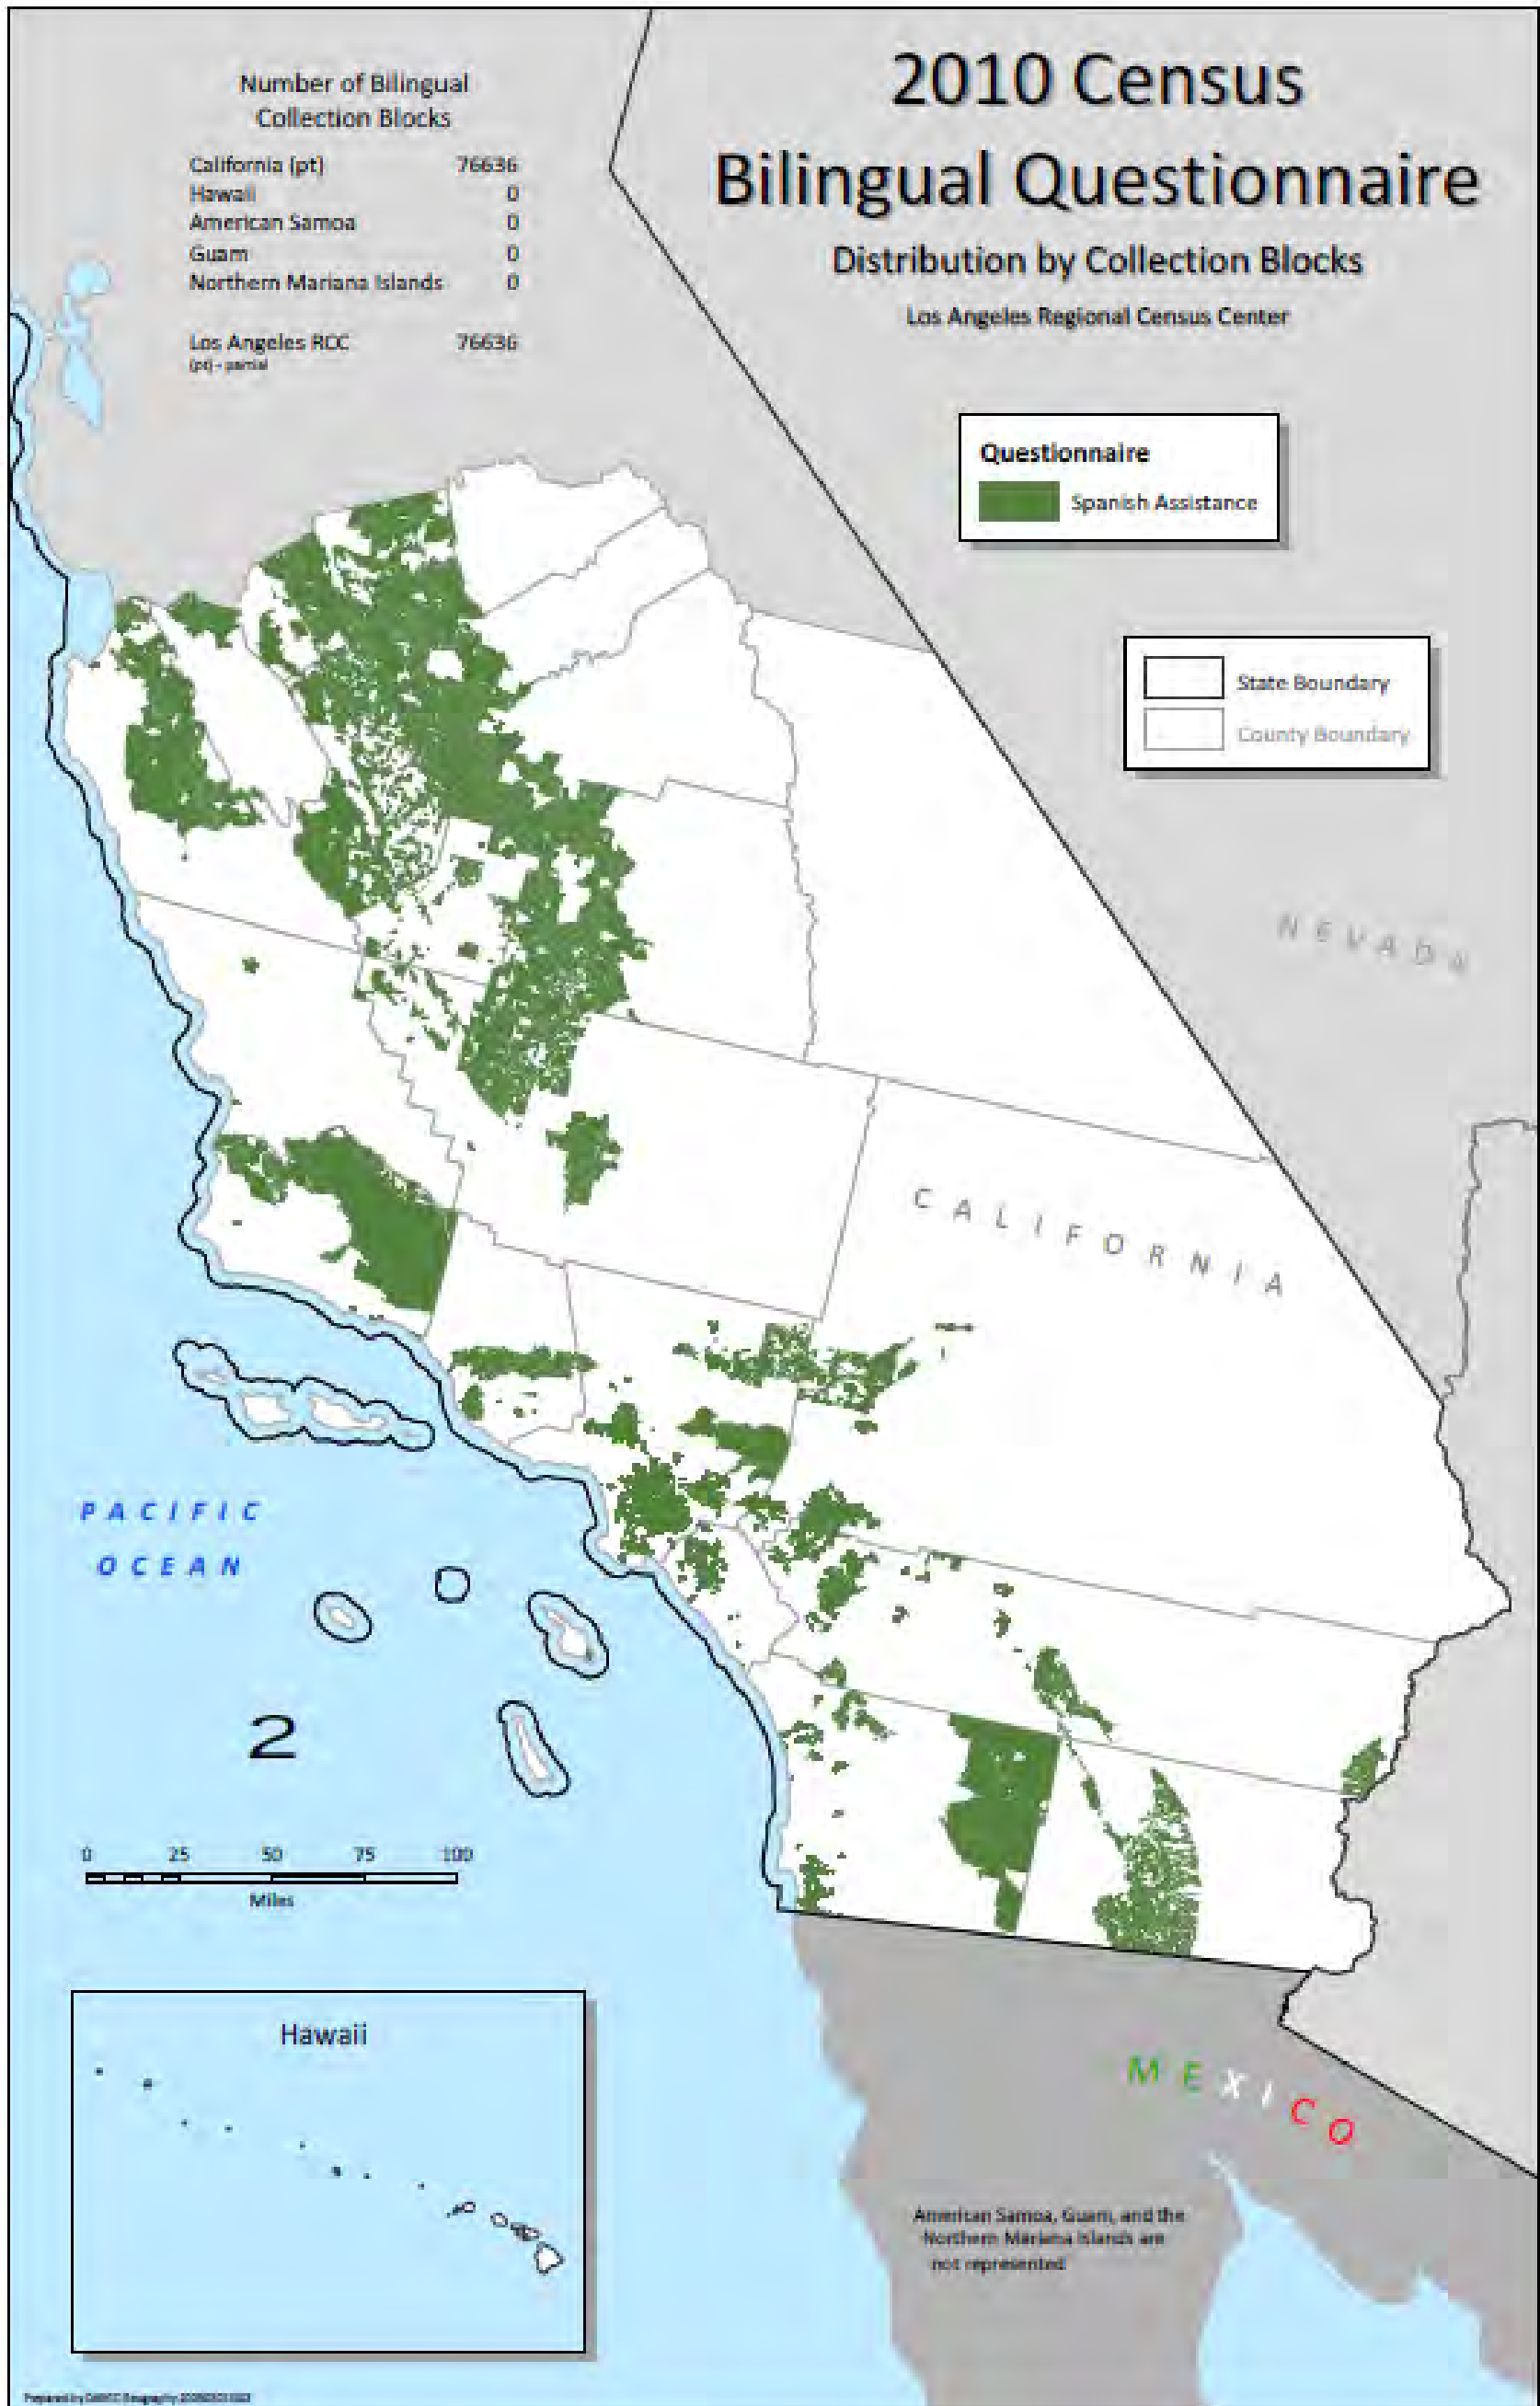 2010 Census
Bilingual Questionnaire
Distribution by Collection Blocks
Los Angeles Regional Census Center
Number of Bilingual
Collection Blocks
California (pt) 76636
Hawaii 0
American Samoa 0
Guam 0
Northern Mariana Islands 0
Los Angeles RCC 76636
(pt) - partial
Questionnaire
Spanish Assistance
State Boundary
County Boundary
NEVADA
CALIFORNIA
PACIFIC
OCEAN
2
0 25 50 75 100
Miles
Hawaii
MEXICO
American Samoa, Guam, and the
Northern Mariana Islands are
not represented
Prepared by